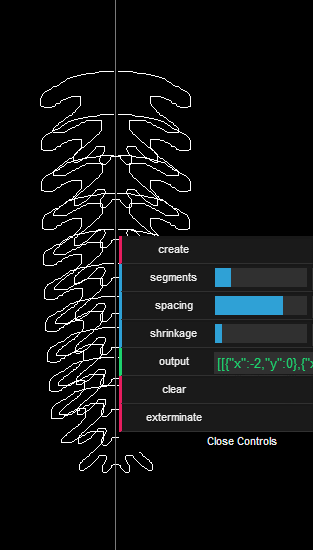 create
segments
spacing
shrinkage
output [[{"x":-2,"y":0},{"x
clear
exterminate
Close Controls